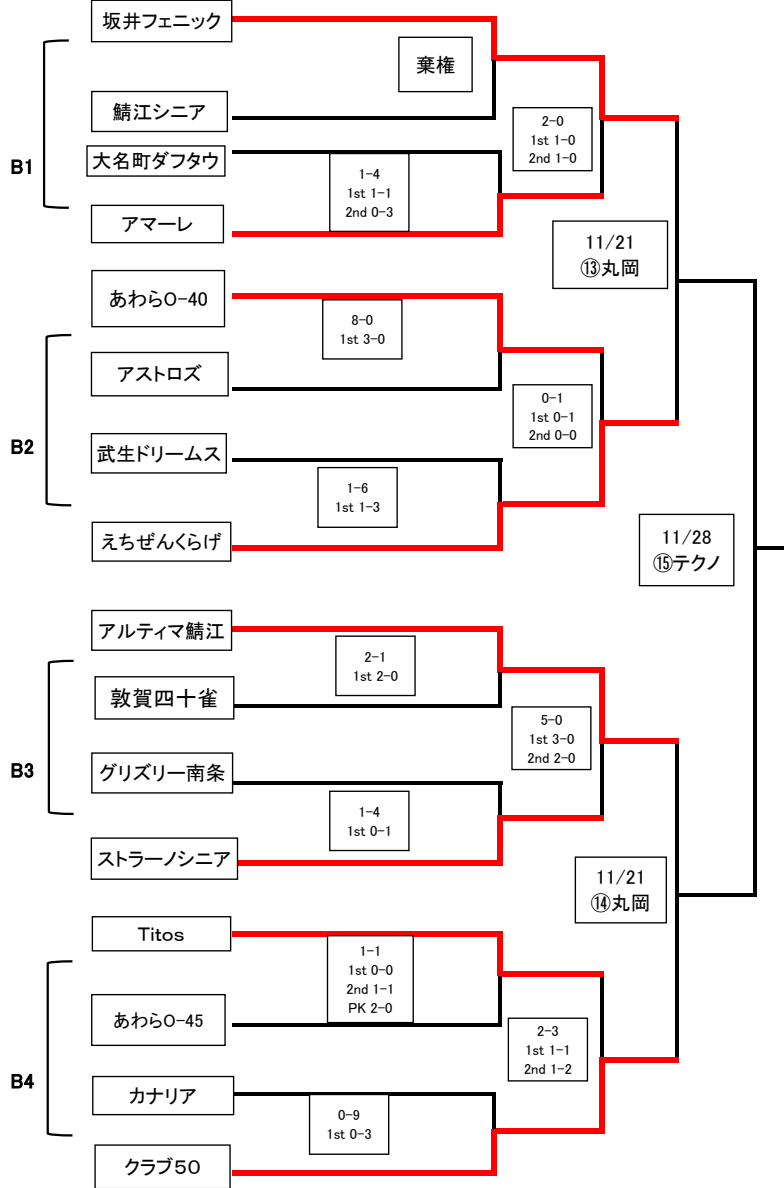 坂井フェニック
棄権
鯖江シニア
2-0
1st 1-0
2nd 1-0
大名町ダフタウ
B1
1-4
1st 1-1
2nd 0-3
アマーレ
11/21
⑬丸岡
あわらO-40
8-0
1st 3-0
アストロズ
0-1
1st 0-1
2nd 0-0
B2
武生ドリームス
1-6
1st 1-3
えちぜんくらげ
11/28
⑮テクノ
アルティマ鯖江
2-1
1st 2-0
敦賀四十雀
5-0
1st 3-0
2nd 2-0
B3
グリズリー南条
1-4
1st 0-1
ストラーノシニア
11/21
⑭丸岡
Titos
1-1
1st 0-0
2nd 1-1
PK 2-0
あわらO-45
2-3
1st 1-1
2nd 1-2
B4
カナリア
0-9
1st 0-3
クラブ50